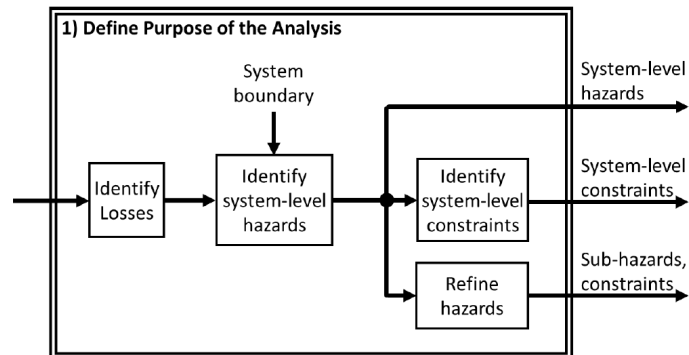 1) Define Purpose of the Analysis
System
boundary
System-level
hazards
Identify
Losses
Identify
system-level
hazards
Identify
system-level
constraints
System-level
constraints
Refine
hazards
Sub-hazards,
constraints